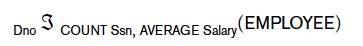 Dno ℑ COUNT Ssn, AVERAGE Salary(EMPLOYEE)